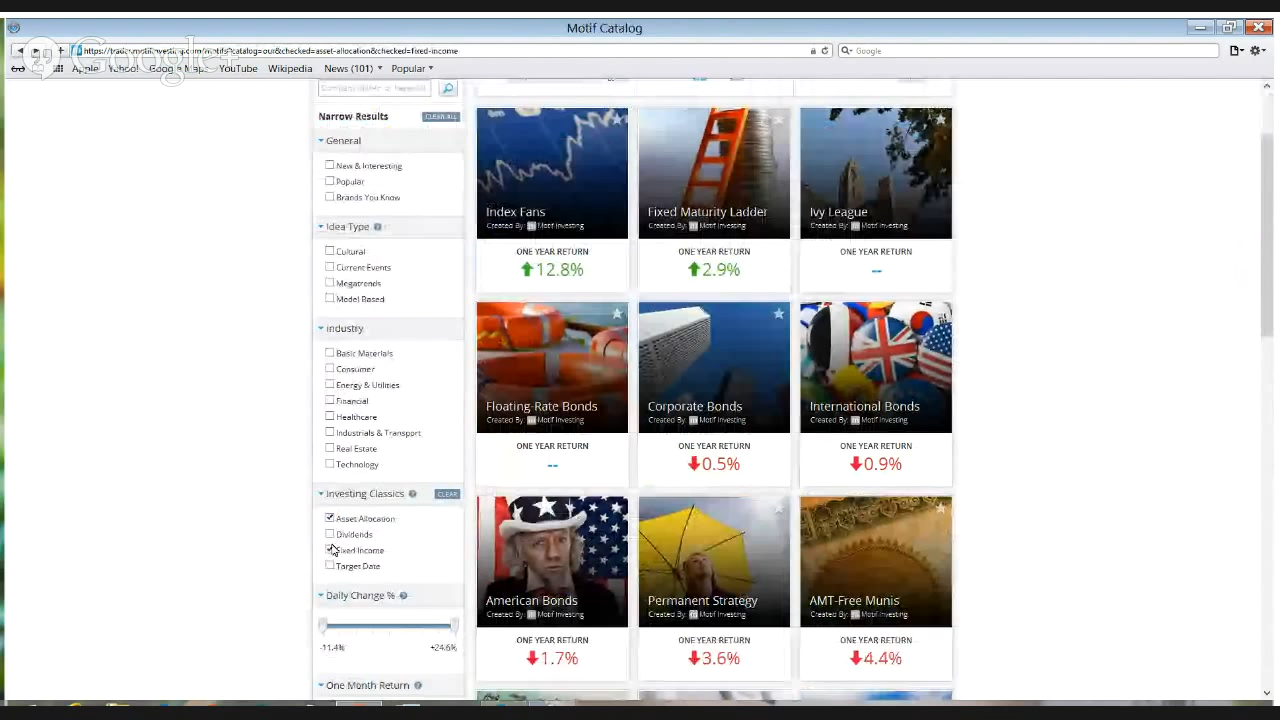 Motif Catalog
Google
Google+
Apple Yahoo! Google Maps YouTube Wikipedia News (101) Popular
Narrow Results CLEAR ALL
General
New & Interesting
Popular
Brands You Know
Idea Type
Cultural
Current Events
Megatrends
Model Based
Industry
Basic Materials
Consumer
Energy & Utilities
Financial
Healthcare
Industrials & Transport
Real Estate
Technology
Investing Classics CLEAR
Asset Allocation
Dividends
Fixed Income
Target Date
Daily Change %
-11.4% +24.6%
One Month Return
Index Fans
Created By: Motif Investing
ONE YEAR RETURN
12.8%
Fixed Maturity Ladder
Created By: Motif Investing
ONE YEAR RETURN
2.9%
Ivy League
Created By: Motif Investing
ONE YEAR RETURN
--
Floating-Rate Bonds
Created By: Motif Investing
ONE YEAR RETURN
--
Corporate Bonds
Created By: Motif Investing
ONE YEAR RETURN
0.5%
International Bonds
Created By: Motif Investing
ONE YEAR RETURN
0.9%
American Bonds
Created By: Motif Investing
ONE YEAR RETURN
1.7%
Permanent Strategy
Created By: Motif Investing
ONE YEAR RETURN
3.6%
AMT-Free Munis
Created By: Motif Investing
ONE YEAR RETURN
4.4%